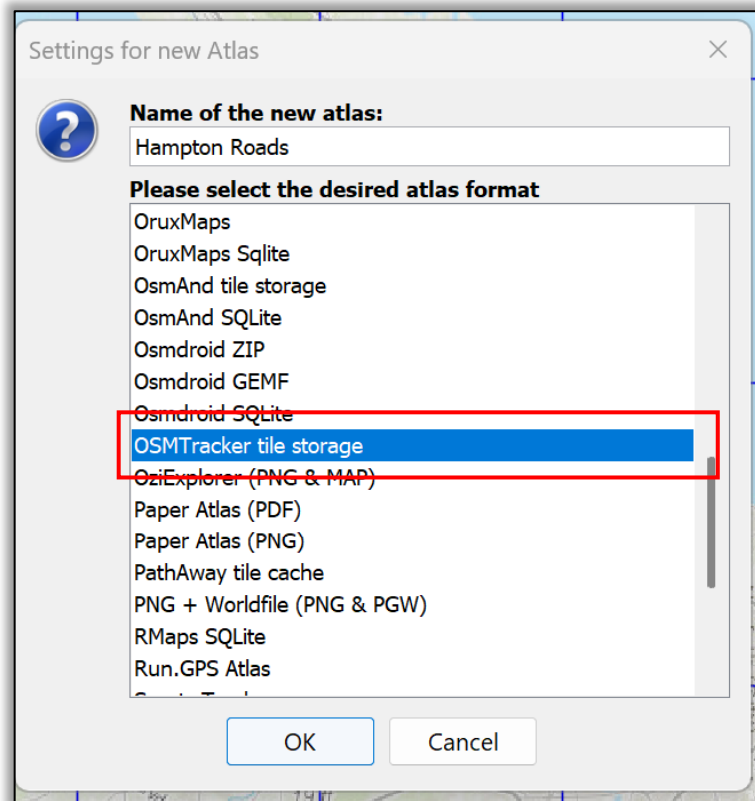 Settings for new Atlas
Name of the new atlas:
Hampton Roads
Please select the desired atlas format
OruxMaps
OruxMaps Sqlite
OsmAnd tile storage
OsmAnd SQLite
Osmdroid ZIP
Osmdroid GEMF
Osmdroid SQLite
OSMTracker tile storage
OziExplorer (PNG & MAP)
Paper Atlas (PDF)
Paper Atlas (PNG)
PathAway tile cache
PNG + Worldfile (PNG & PGW)
RMaps SQLite
Run.GPS Atlas
OK
Cancel